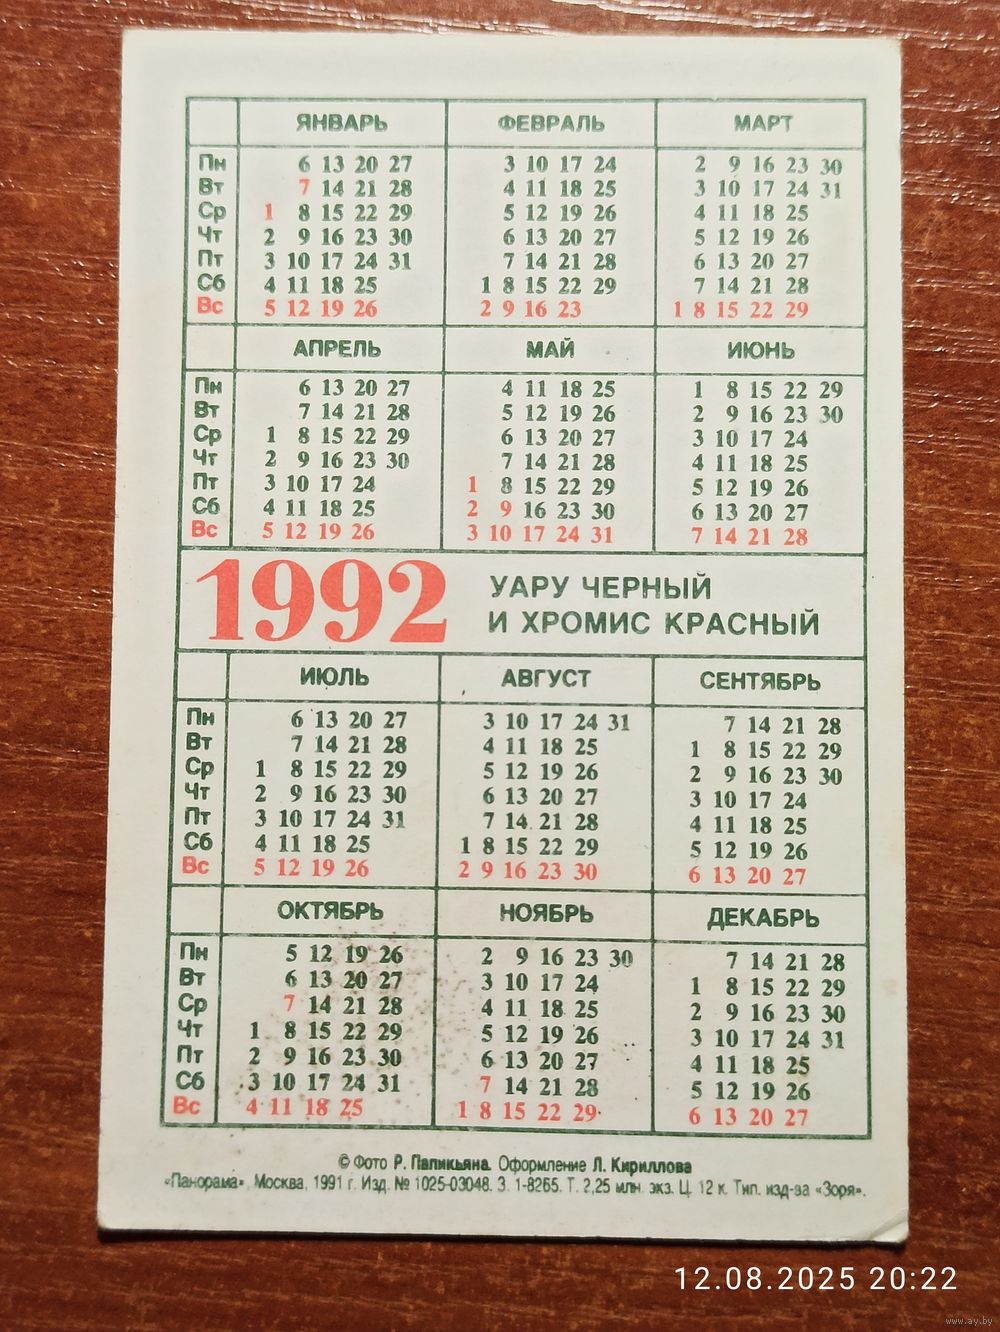 ЯНВАРЬ ФЕВРАЛЬ МАРТ
Пн 6 13 20 27 3 10 17 24 2 9 16 23 30
Вт 7 14 21 28 4 11 18 25 3 10 17 24 31
Ср 1 8 15 22 29 5 12 19 26 4 11 18 25
Чт 2 9 16 23 30 6 13 20 27 5 12 19 26
Пт 3 10 17 24 31 7 14 21 28 6 13 20 27
Сб 4 11 18 25 1 8 15 22 29 7 14 21 28
Вс 5 12 19 26 2 9 16 23 1 8 15 22 29
АПРЕЛЬ МАЙ ИЮНЬ
Пн 6 13 20 27 4 11 18 25 1 8 15 22 29
Вт 7 14 21 28 5 12 19 26 2 9 16 23 30
Ср 1 8 15 22 29 6 13 20 27 3 10 17 24
Чт 2 9 16 23 30 7 14 21 28 4 11 18 25
Пт 3 10 17 24 1 8 15 22 29 5 12 19 26
Сб 4 11 18 25 2 9 16 23 30 6 13 20 27
Вс 5 12 19 26 3 10 17 24 31 7 14 21 28
1992
УАРУ ЧЕРНЫЙ
И ХРОМИС КРАСНЫЙ
ИЮЛЬ АВГУСТ СЕНТЯБРЬ
Пн 6 13 20 27 3 10 17 24 31 7 14 21 28
Вт 7 14 21 28 4 11 18 25 1 8 15 22 29
Ср 1 8 15 22 29 5 12 19 26 2 9 16 23 30
Чт 2 9 16 23 30 6 13 20 27 3 10 17 24
Пт 3 10 17 24 31 7 14 21 28 4 11 18 25
Сб 4 11 18 25 1 8 15 22 29 5 12 19 26
Вс 5 12 19 26 2 9 16 23 30 6 13 20 27
ОКТЯБРЬ НОЯБРЬ ДЕКАБРЬ
Пн 5 12 19 26 2 9 16 23 30 7 14 21 28
Вт 6 13 20 27 3 10 17 24 1 8 15 22 29
Ср 7 14 21 28 4 11 18 25 2 9 16 23 30
Чт 1 8 15 22 29 5 12 19 26 3 10 17 24 31
Пт 2 9 16 23 30 6 13 20 27 4 11 18 25
Сб 3 10 17 24 31 7 14 21 28 5 12 19 26
Вс 4 11 18 25 1 8 15 22 29 6 13 20 27
© Фото Р. Папикьяна. Оформление Л. Кириллова
«Панорама», Москва, 1991 г. Изд. № 1025-03048. З. 1-8265. Т. 2,25 млн. экз. Ц. 12 к. Тип. изд-ва «Зоря».
12.08.2025 20:22
www.ay.by